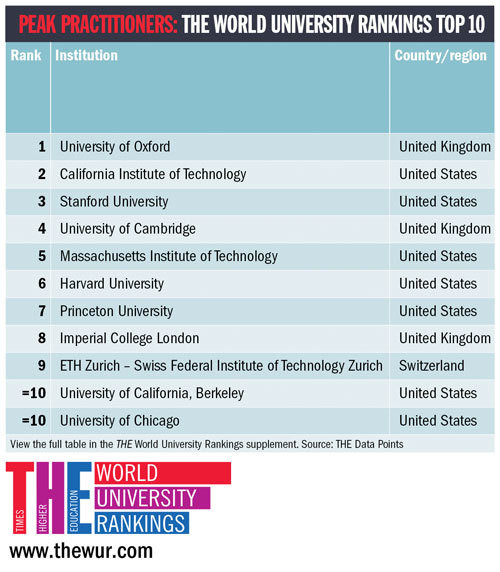 PEAK PRACTITIONERS: THE WORLD UNIVERSITY RANKINGS TOP 10
Rank Institution Country/region
1 University of Oxford United Kingdom
2 California Institute of Technology United States
3 Stanford University United States
4 University of Cambridge United Kingdom
5 Massachusetts Institute of Technology United States
6 Harvard University United States
7 Princeton University United States
8 Imperial College London United Kingdom
9 ETH Zurich – Swiss Federal Institute of Technology Zurich Switzerland
=10 University of California, Berkeley United States
=10 University of Chicago United States
View the full table in the THE World University Rankings supplement. Source: THE Data Points
THE
TIMES
HIGHER
EDUCATION
WORLD
UNIVERSITY
RANKINGS
www.thewur.com